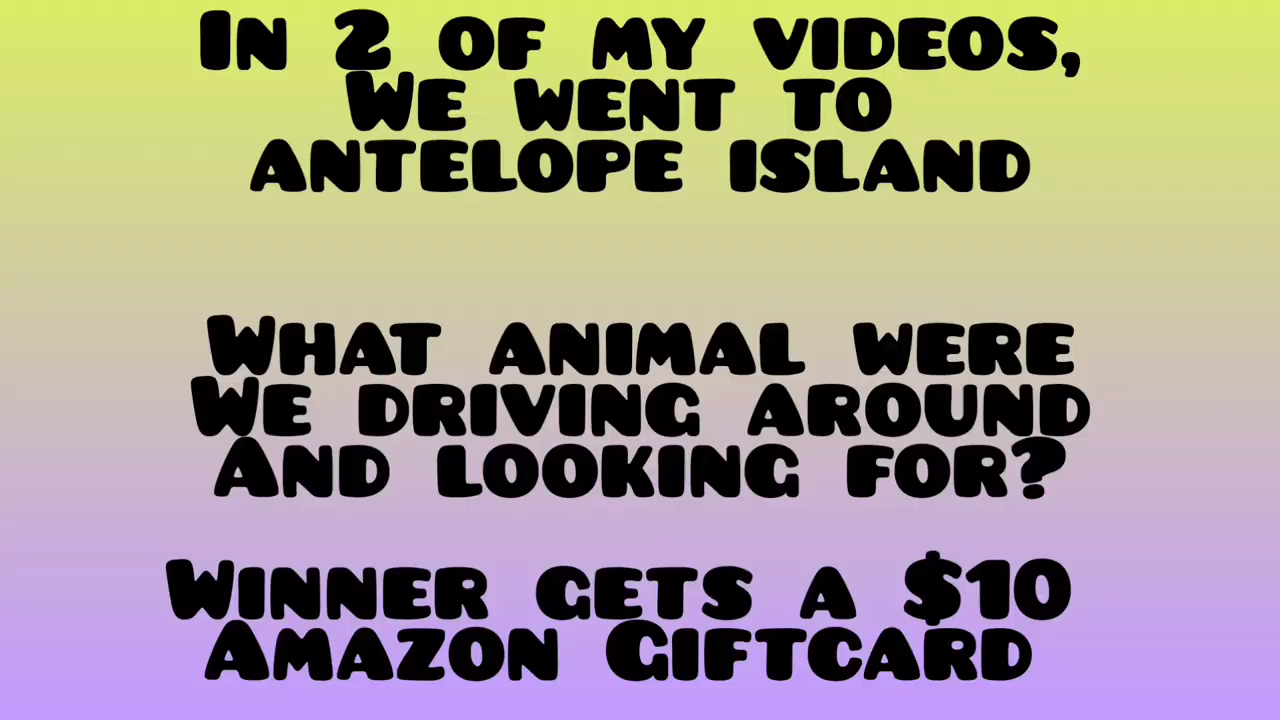 In 2 of my videos,
We went to
antelope island
What animal were
We driving around
And looking for?
Winner gets a $10
Amazon Giftcard